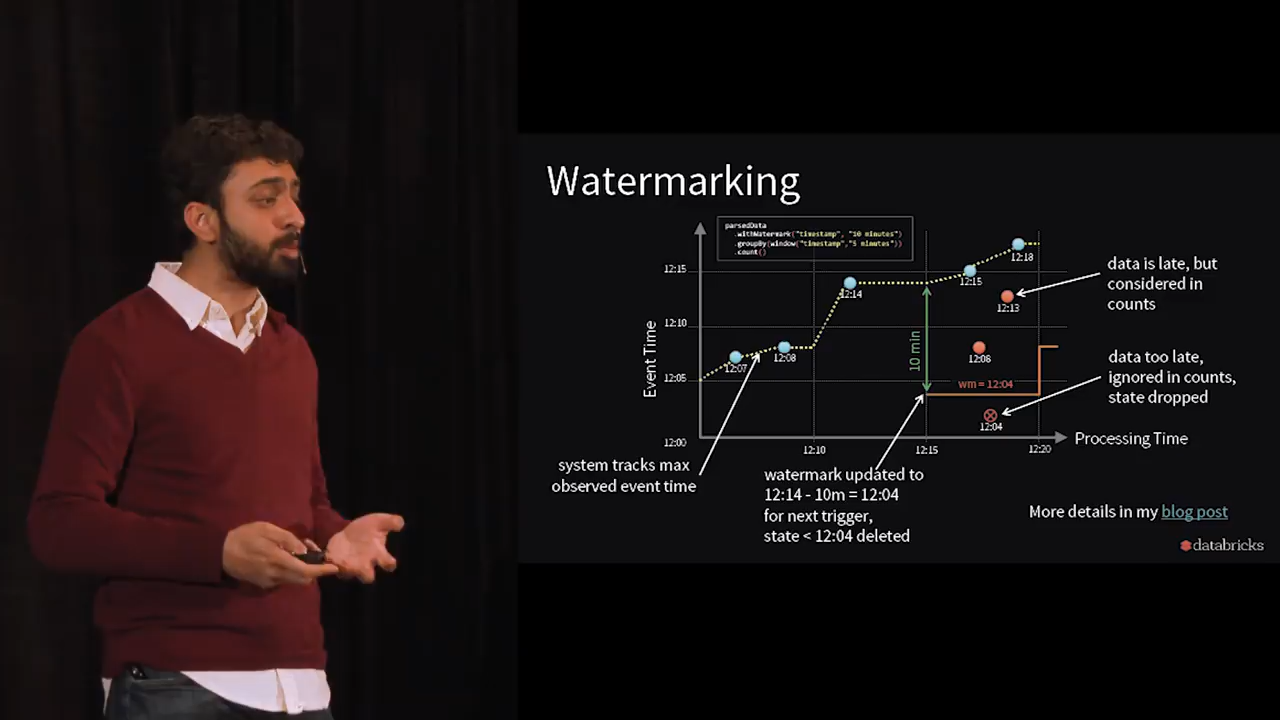 Watermarking
parsedData
.withWatermark("timestamp", "10 minutes")
.groupBy(window("timestamp","5 minutes"))
.count()
Event Time
12:15
12:10
12:05
12:00
12:07
12:08
12:14
12:15
12:18
12:13
12:08
12:04
10 min
wm = 12:04
12:10
12:15
12:20
Processing Time
data is late, but
considered in
counts
data too late,
ignored in counts,
state dropped
system tracks max
observed event time
watermark updated to
12:14 - 10m = 12:04
for next trigger,
state < 12:04 deleted
More details in my blog post
databricks